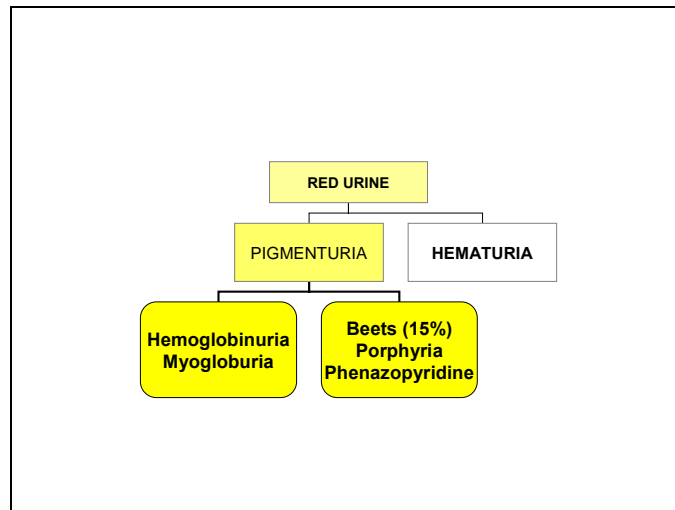 RED URINE
PIGMENTURIA
HEMATURIA
Hemoglobinuria
Myogloburia
Beets (15%)
Porphyria
Phenazopyridine